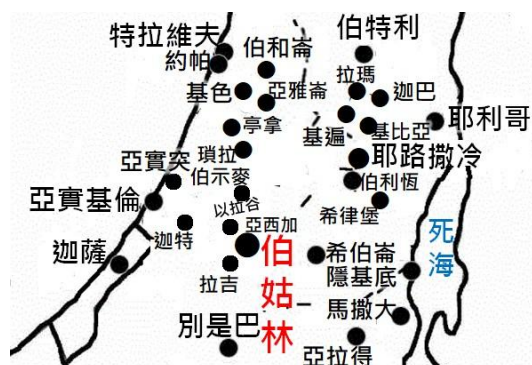 特拉維夫
約帕
伯和崙
伯特利
基色
亞雅崙
拉瑪
迦巴
亭拿
基遍
基比亞
耶利哥
瑣拉
耶路撒冷
亞實突
伯示麥
伯利恆
亞實基倫
以拉谷
希律堡
迦特
亞西加
伯姑林
死海
迦薩
拉吉
希伯崙
隱基底
別是巴
馬撒大
亞拉得